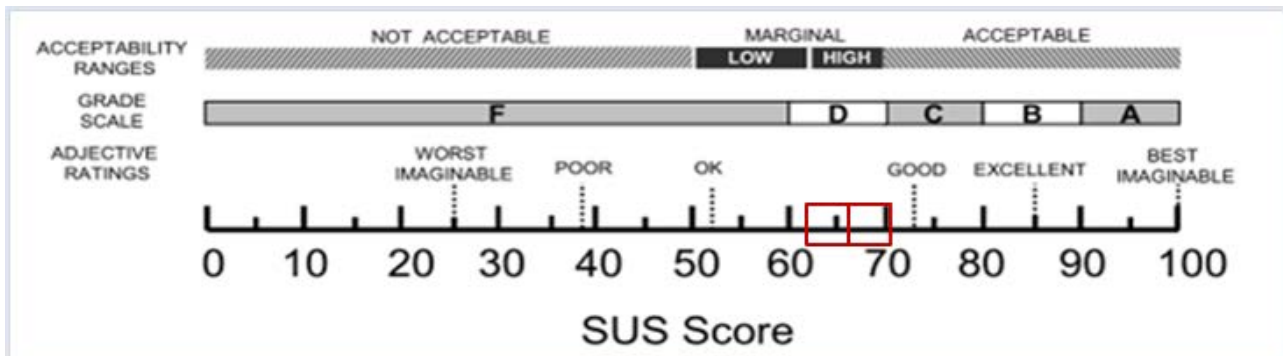 NOT ACCEPTABLE MARGINAL ACCEPTABLE
ACCEPTABILITY RANGES LOW HIGH
GRADE SCALE F D C B A
ADJECTIVE RATINGS WORST IMAGINABLE POOR OK GOOD EXCELLENT BEST IMAGINABLE
0 10 20 30 40 50 60 70 80 90 100
SUS Score